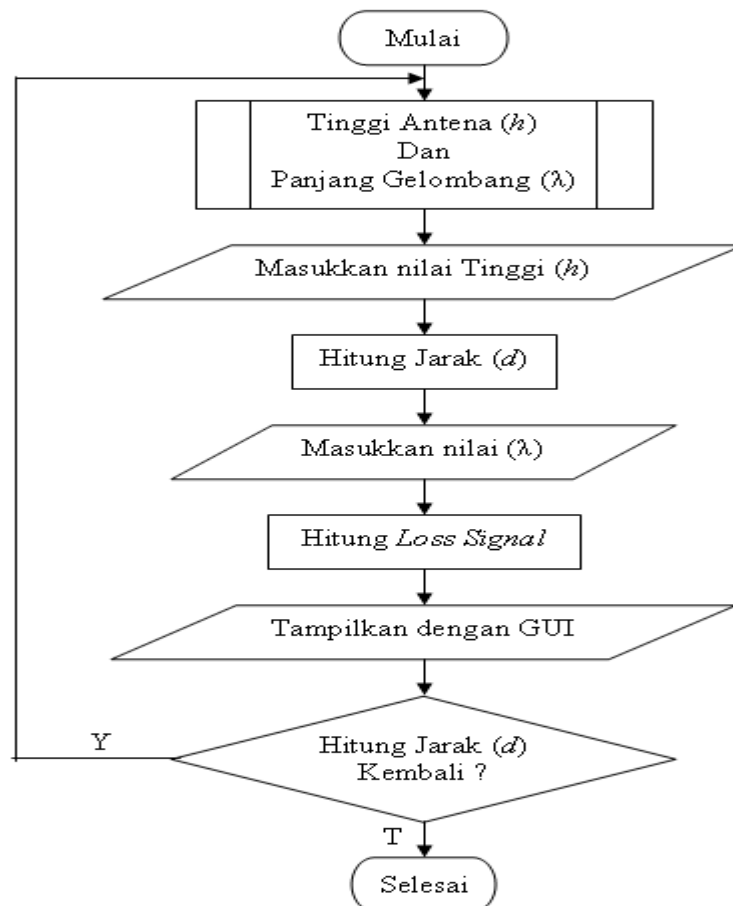 Mulai
Tinggi Antena (h)
Dan
Panjang Gelombang (λ)
Masukkan nilai Tinggi (h)
Hitung Jarak (d)
Masukkan nilai (λ)
Hitung Loss Signal
Tampilkan dengan GUI
Y
Hitung Jarak (d)
Kembali ?
T
Selesai